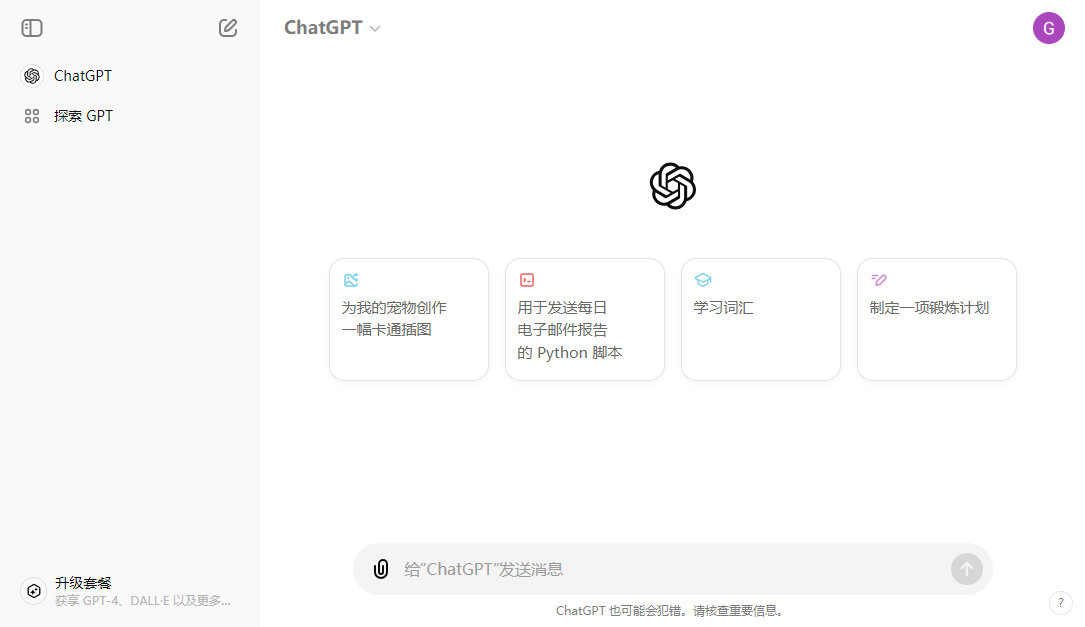 ChatGPT
G
ChatGPT
探索 GPT
为我的宠物创作
一幅卡通插图
用于发送每日
电子邮件报告
的 Python 脚本
学习词汇
制定一项锻炼计划
升级套餐
获享 GPT-4、DALL·E 以及更多...
给“ChatGPT”发送消息
ChatGPT 也可能会犯错。请核查重要信息。
?